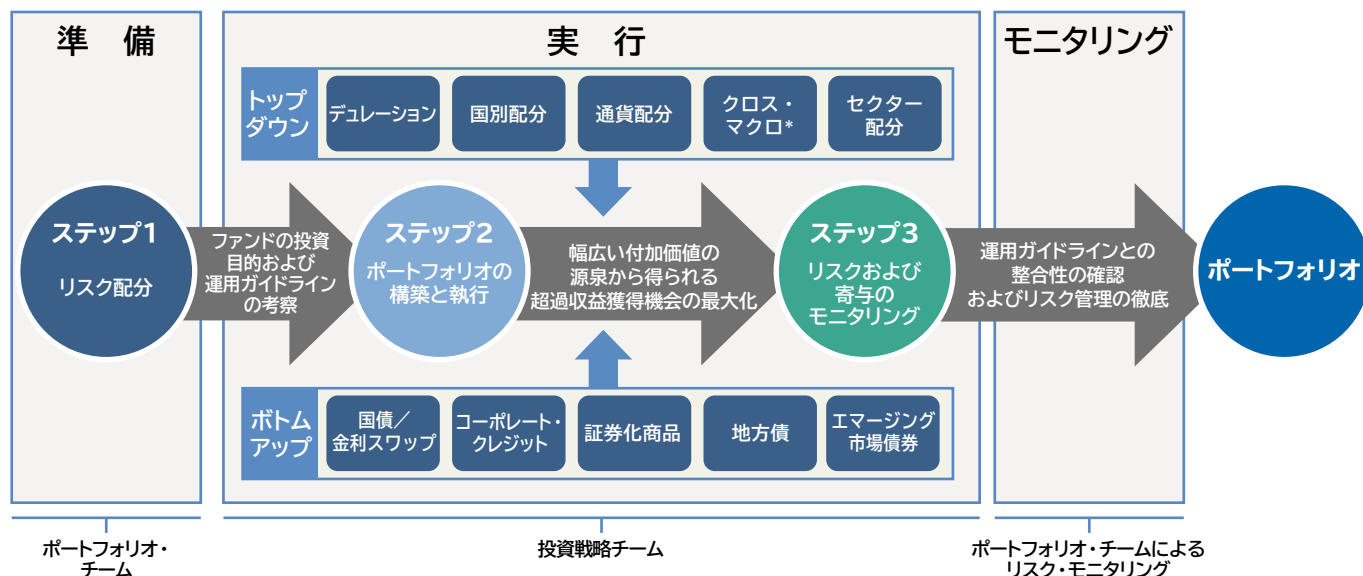 準 備
実 行
モニタリング
トップ
ダウン
デュレーション
国別配分
通貨配分
クロス・
マクロ*
セクター
配分
ステップ1
リスク配分
ファンドの投資
目的および
運用ガイドライン
の考察
ステップ2
ポートフォリオの
構築と執行
幅広い付加価値の
源泉から得られる
超過収益獲得機会の最大化
ステップ3
リスクおよび
寄与の
モニタリング
運用ガイドラインとの
整合性の確認
およびリスク管理の徹底
ポートフォリオ
ボトム
アップ
国債／
金利スワップ
コーポレート・
クレジット
証券化商品
地方債
エマージング
市場債券
ポートフォリオ・
チーム
投資戦略チーム
ポートフォリオ・チームによる
リスク・モニタリング